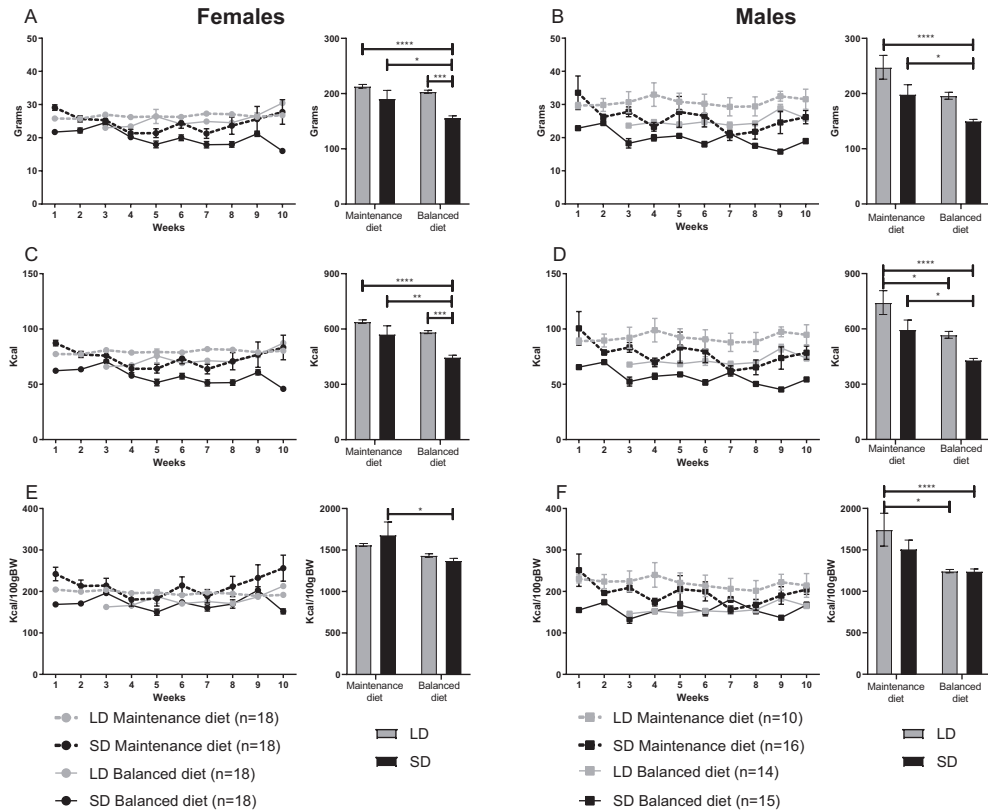 A
Females
B
Males
50
40
30
20
10
0
Grams
1 2 3 4 5 6 7 8 9 10
Weeks
300
200
100
0
Grams
****
*
***
Maintenance diet
Balanced diet
50
40
30
20
10
0
Grams
1 2 3 4 5 6 7 8 9 10
Weeks
300
200
100
0
Grams
****
*
Maintenance diet
Balanced diet
C
150
100
50
0
Kcal
1 2 3 4 5 6 7 8 9 10
Weeks
900
600
300
0
Kcal
****
**
***
Maintenance diet
Balanced diet
D
150
100
50
0
Kcal
1 2 3 4 5 6 7 8 9 10
Weeks
900
600
300
0
Kcal
****
*
*
Maintenance diet
Balanced diet
E
400
300
200
100
0
Kcal/100gBW
1 2 3 4 5 6 7 8 9 10
Weeks
2000
1500
1000
500
0
Kcal/100gBW
*
Maintenance diet
Balanced diet
F
400
300
200
100
0
Kcal/100gBW
1 2 3 4 5 6 7 8 9 10
Weeks
2000
1500
1000
500
0
Kcal/100gBW
****
*
Maintenance diet
Balanced diet
LD Maintenance diet (n=18)
SD Maintenance diet (n=18)
LD Balanced diet (n=18)
SD Balanced diet (n=18)
LD
SD
LD Maintenance diet (n=10)
SD Maintenance diet (n=16)
LD Balanced diet (n=14)
SD Balanced diet (n=15)
LD
SD